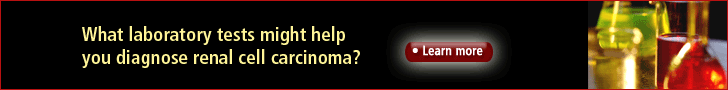 What laboratory tests might help
you diagnose renal cell carcinoma?
• Learn more